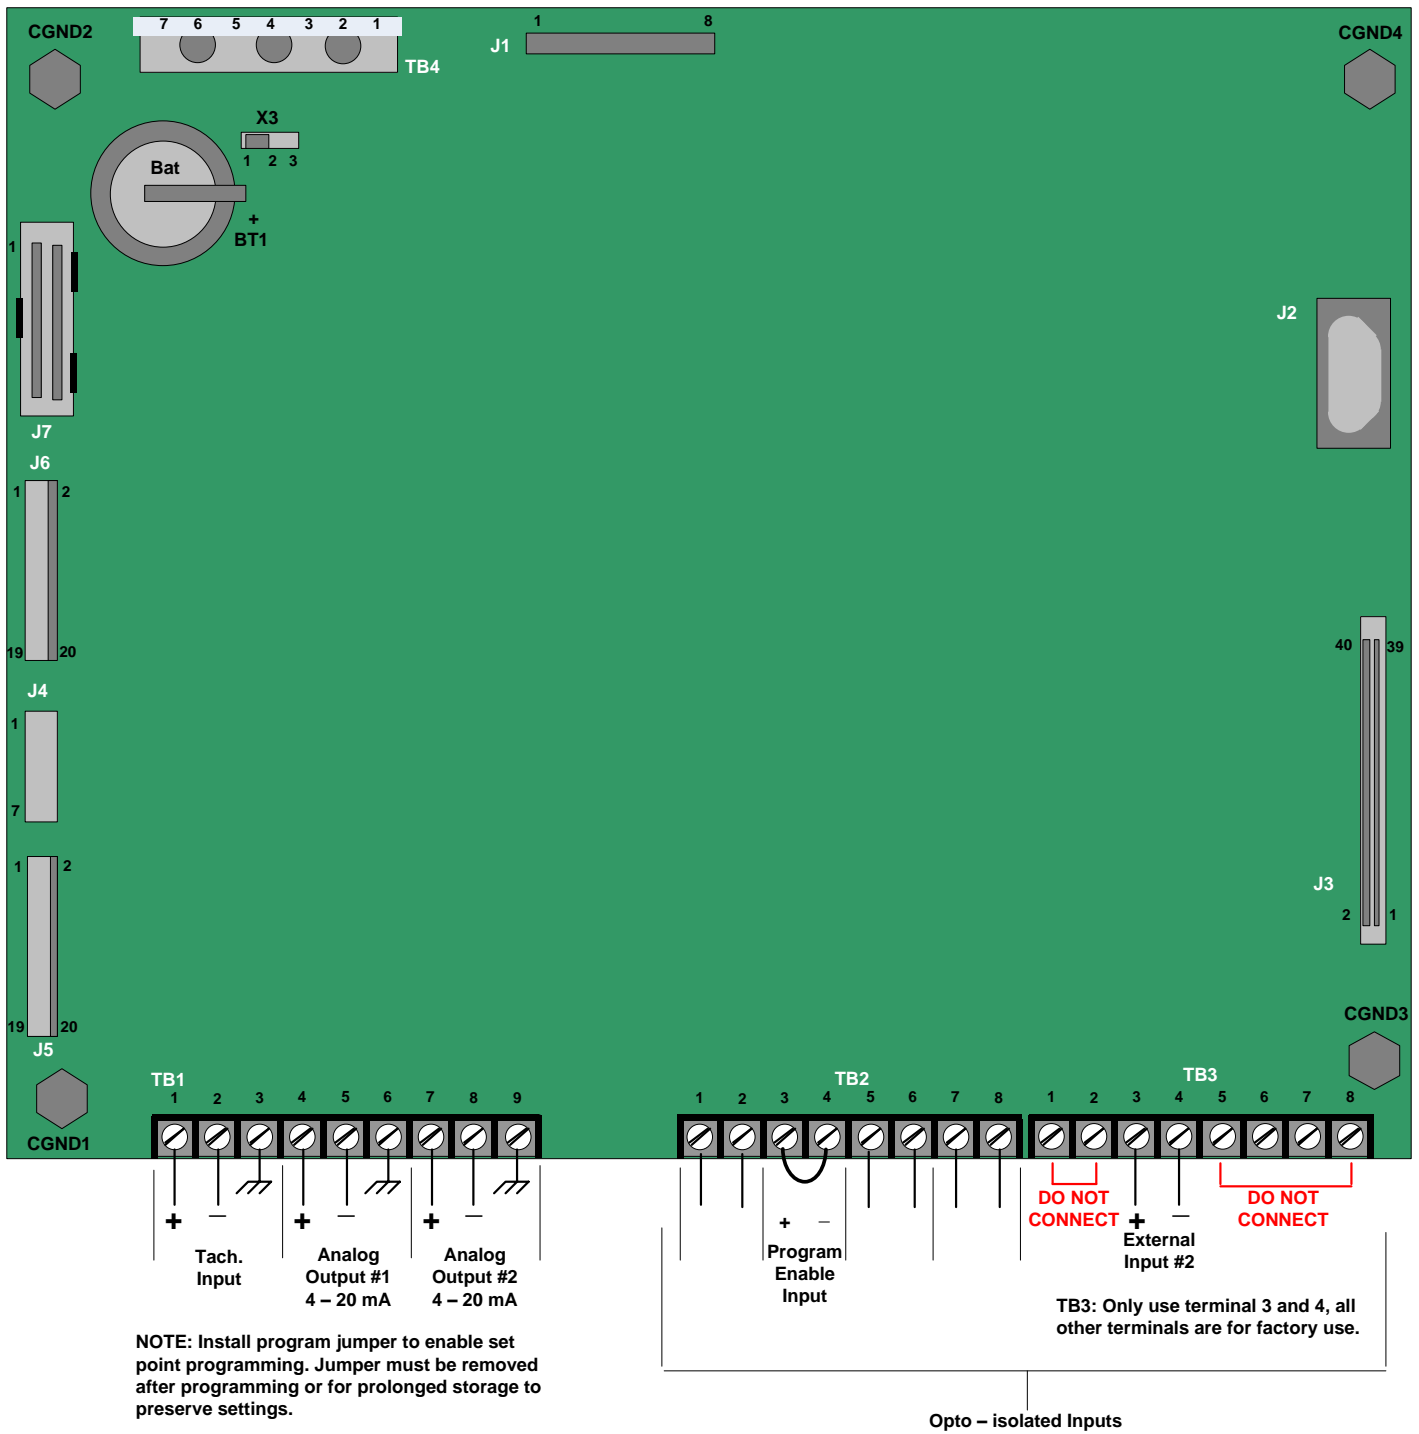 CGND2
7 6 5 4 3 2 1
TB4
J1
1 8
CGND4
X3
1 2 3
Bat
+
BT1
1
J7
J2
J6
1 2
19 20
J4
1
7
1 2
19 20
J5
40 39
J3
2 1
CGND3
CGND1
TB1
1 2 3 4 5 6 7 8 9
TB2
1 2 3 4 5 6 7 8
TB3
1 2 3 4 5 6 7 8
+ – + – + –
Tach.
Input
Analog
Output #1
4 – 20 mA
Analog
Output #2
4 – 20 mA
+ –
Program
Enable
Input
DO NOT
CONNECT
+ –
External
Input #2
DO NOT
CONNECT
TB3: Only use terminal 3 and 4, all
other terminals are for factory use.
NOTE: Install program jumper to enable set
point programming. Jumper must be removed
after programming or for prolonged storage to
preserve settings.
Opto – isolated Inputs